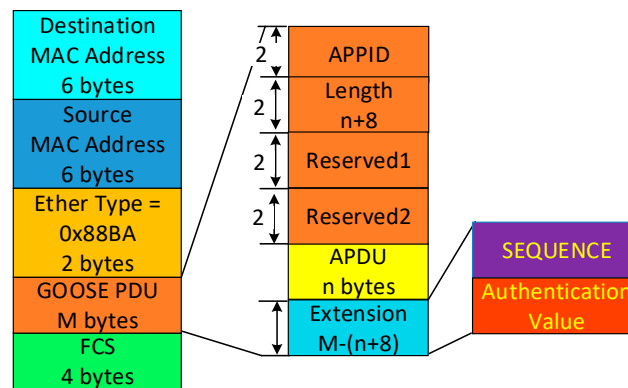 Destination
MAC Address
6 bytes
Source
MAC Address
6 bytes
Ether Type =
0x88BA
2 bytes
GOOSE PDU
M bytes
FCS
4 bytes
2
APPID
2
Length
n+8
2
Reserved1
2
Reserved2
APDU
n bytes
Extension
M-(n+8)
SEQUENCE
Authentication
Value